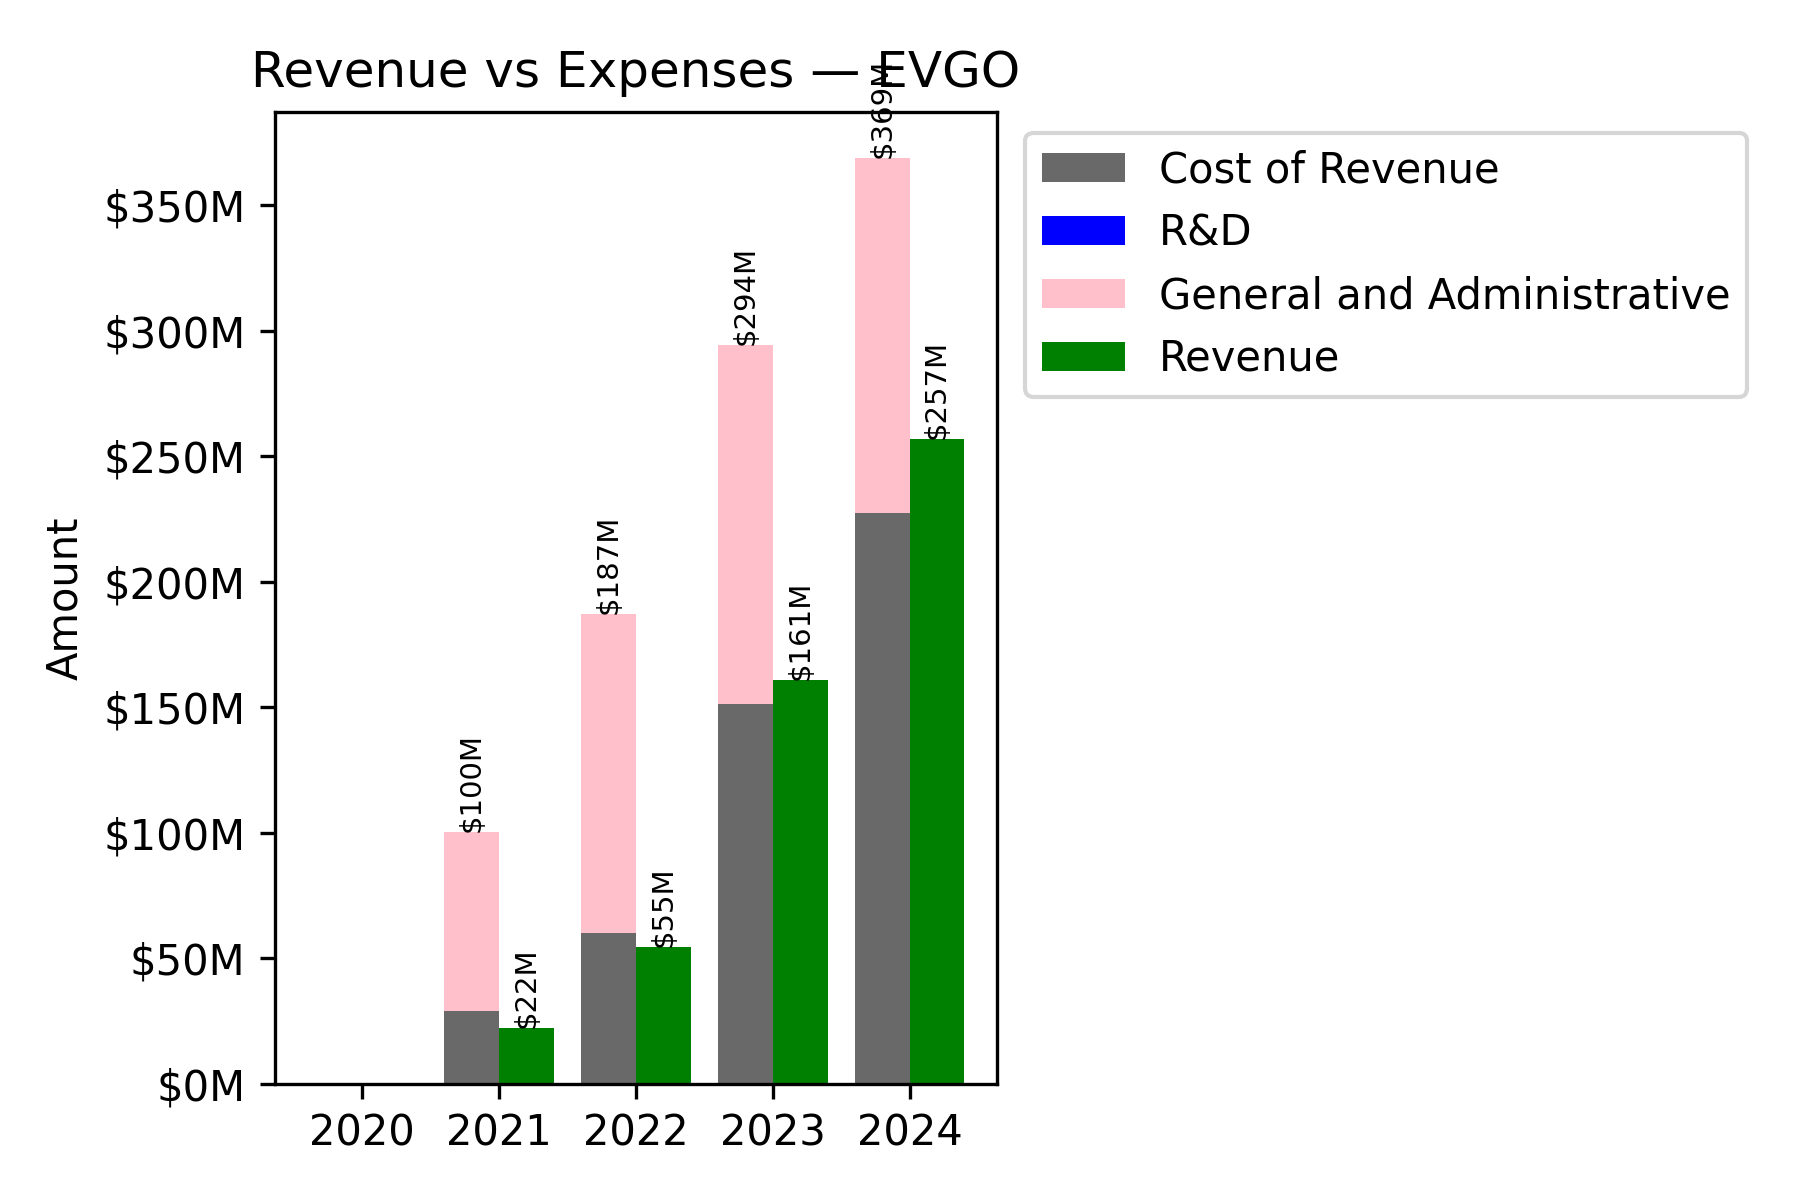 Revenue vs Expenses — EVGO
Cost of Revenue
R&D
General and Administrative
Revenue
Amount
$350M
$300M
$250M
$200M
$150M
$100M
$50M
$0M
$100M
$22M
$187M
$55M
$294M
$161M
$369M
$257M
2020 2021 2022 2023 2024